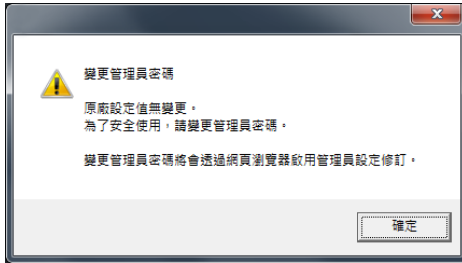 變更管理員密碼
原廠設定值無變更。
為了安全使用，請變更管理員密碼。
變更管理員密碼將會透過網頁瀏覽器啟用管理員設定修訂。
確定